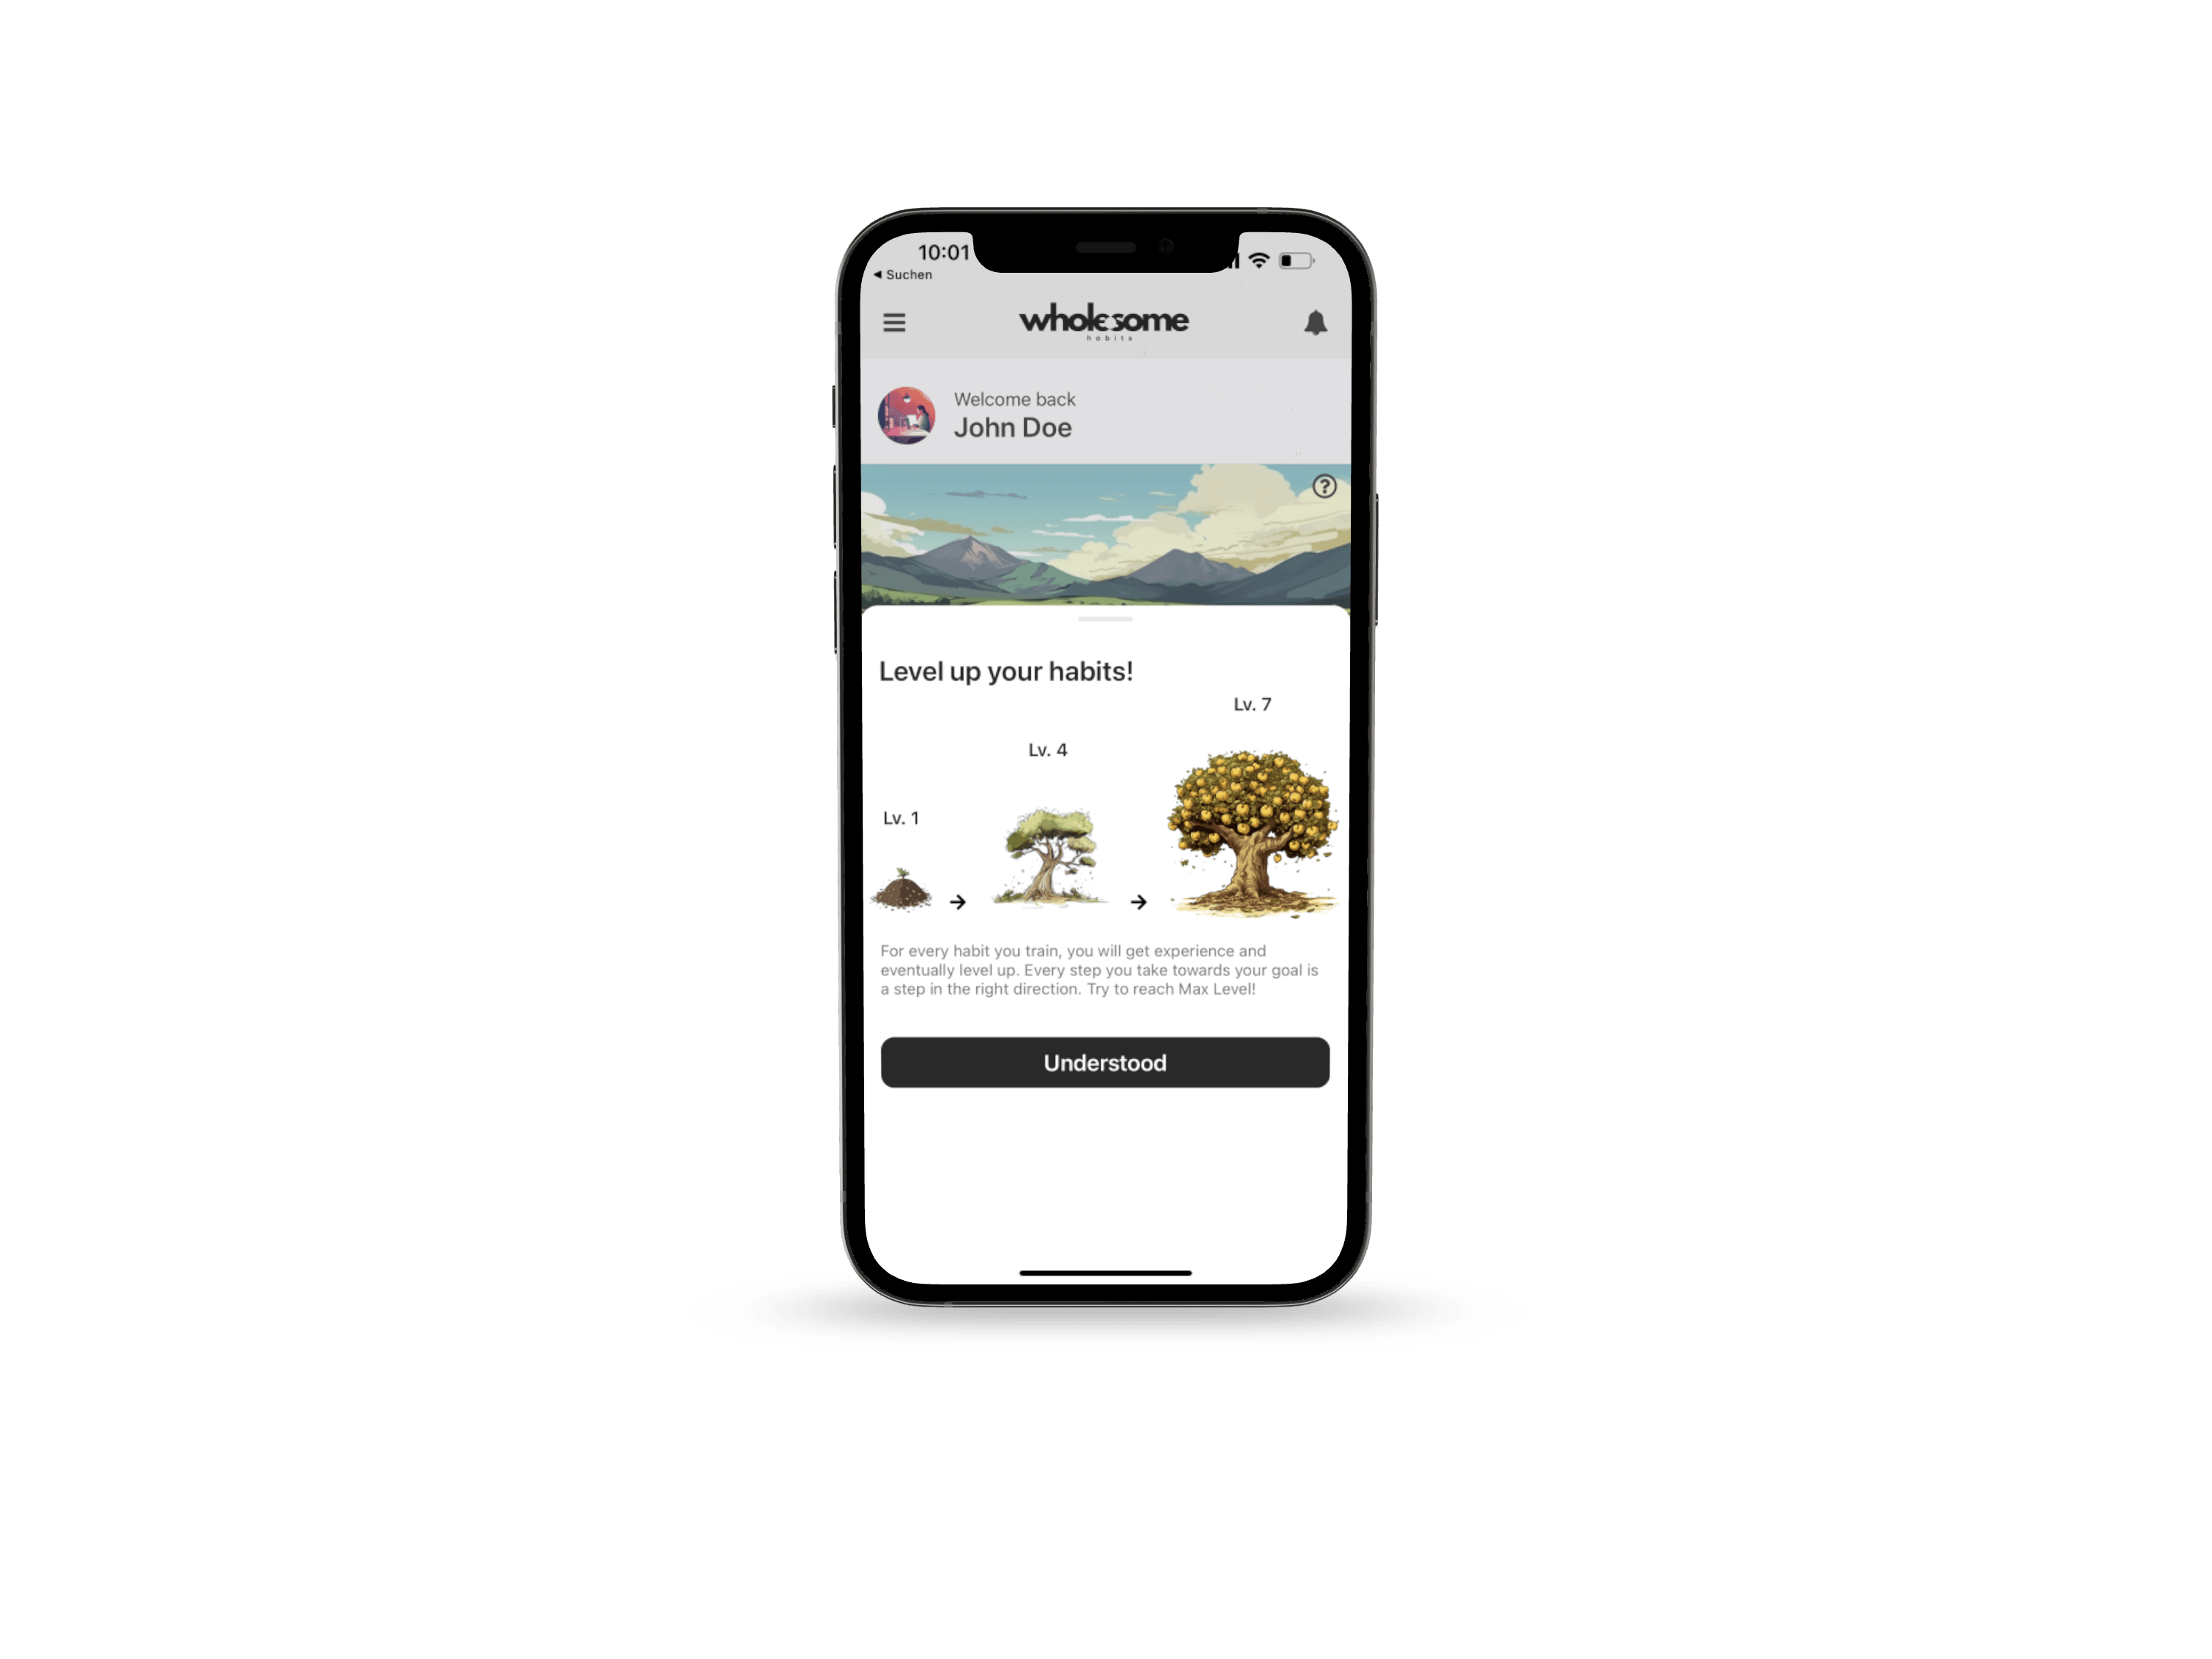 10:01
◀ Suchen
wholesome
habits
Welcome back
John Doe
?
Level up your habits!
Lv. 7
Lv. 4
Lv. 1
→ →
For every habit you train, you will get experience and
eventually level up. Every step you take towards your goal is
a step in the right direction. Try to reach Max Level!
Understood